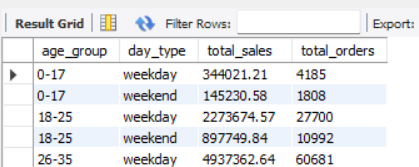 Result Grid Filter Rows: Export:
age_group day_type total_sales total_orders
0-17 weekday 344021.21 4185
0-17 weekend 145230.58 1808
18-25 weekday 2273674.57 27700
18-25 weekend 897749.84 10992
26-35 weekday 4937362.64 60681